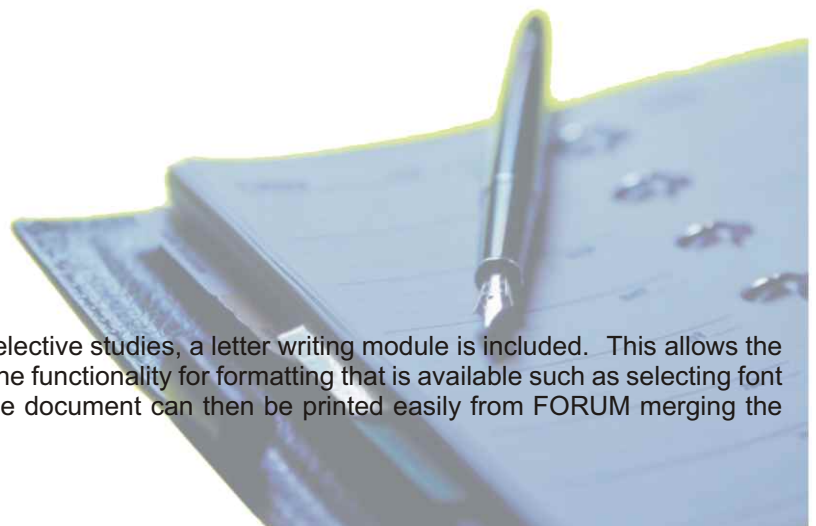 elective studies, a letter writing module is included. This allows the
functionality for formatting that is available such as selecting font
document can then be printed easily from FORUM merging the